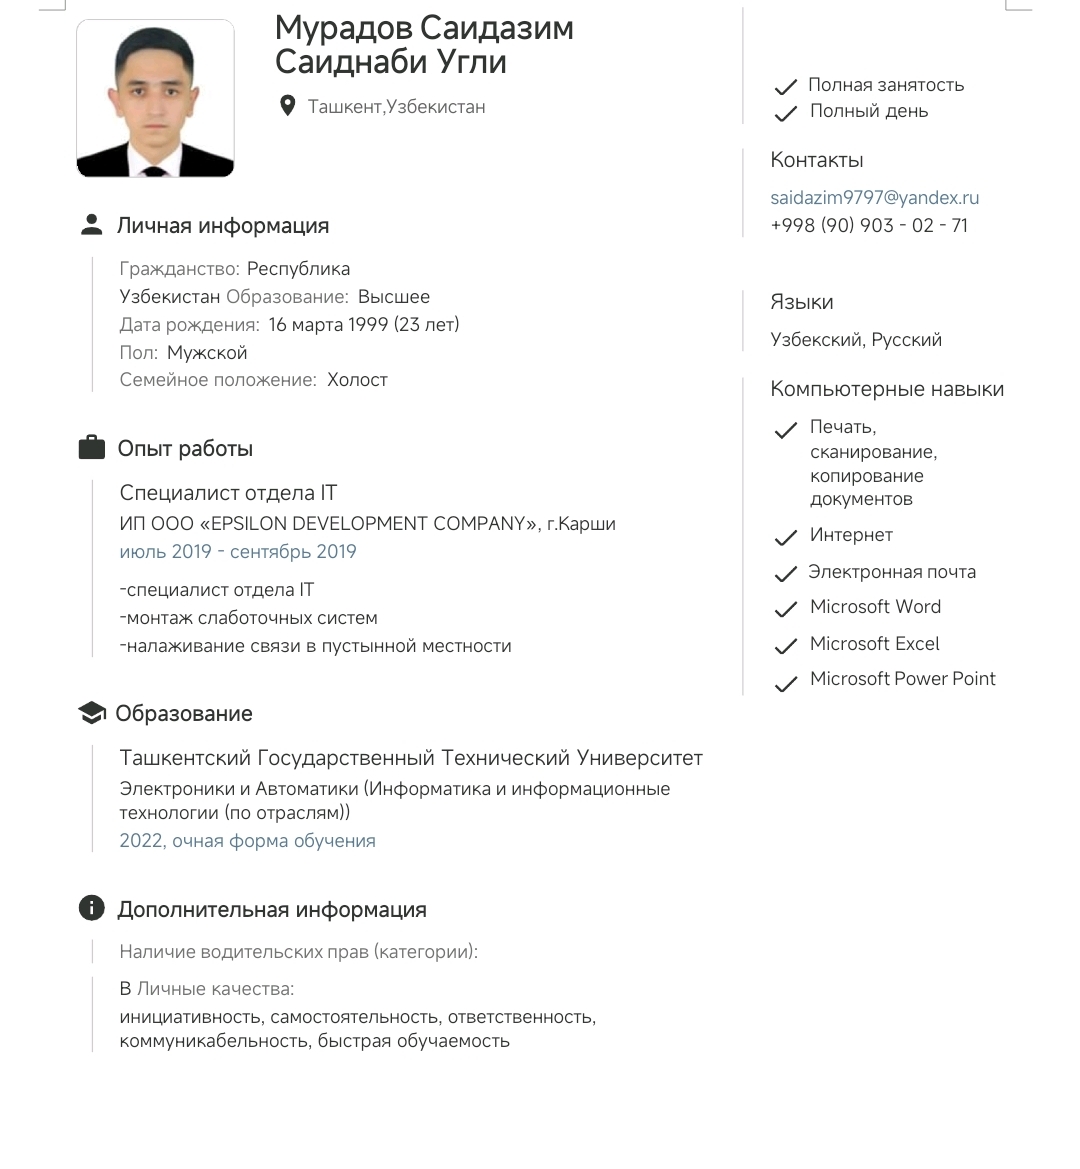 Мурадов Саидазим
Саиднаби Угли
Ташкент,Узбекистан
Личная информация
Гражданство: Республика
Узбекистан Образование: Высшее
Дата рождения: 16 марта 1999 (23 лет)
Пол: Мужской
Семейное положение: Холост
Опыт работы
Специалист отдела IT
ИП ООО «EPSILON DEVELOPMENT COMPANY», г.Карши
июль 2019 - сентябрь 2019
-специалист отдела IT
-монтаж слаботочных систем
-налаживание связи в пустынной местности
Образование
Ташкентский Государственный Технический Университет
Электроники и Автоматики (Информатика и информационные
технологии (по отраслям))
2022, очная форма обучения
Дополнительная информация
Наличие водительских прав (категории):
B Личные качества:
инициативность, самостоятельность, ответственность,
коммуникабельность, быстрая обучаемость
Полная занятость
Полный день
Контакты
saidazim9797@yandex.ru
+998 (90) 903 - 02 - 71
Языки
Узбекский, Русский
Компьютерные навыки
Печать,
сканирование,
копирование
документов
Интернет
Электронная почта
Microsoft Word
Microsoft Excel
Microsoft Power Point